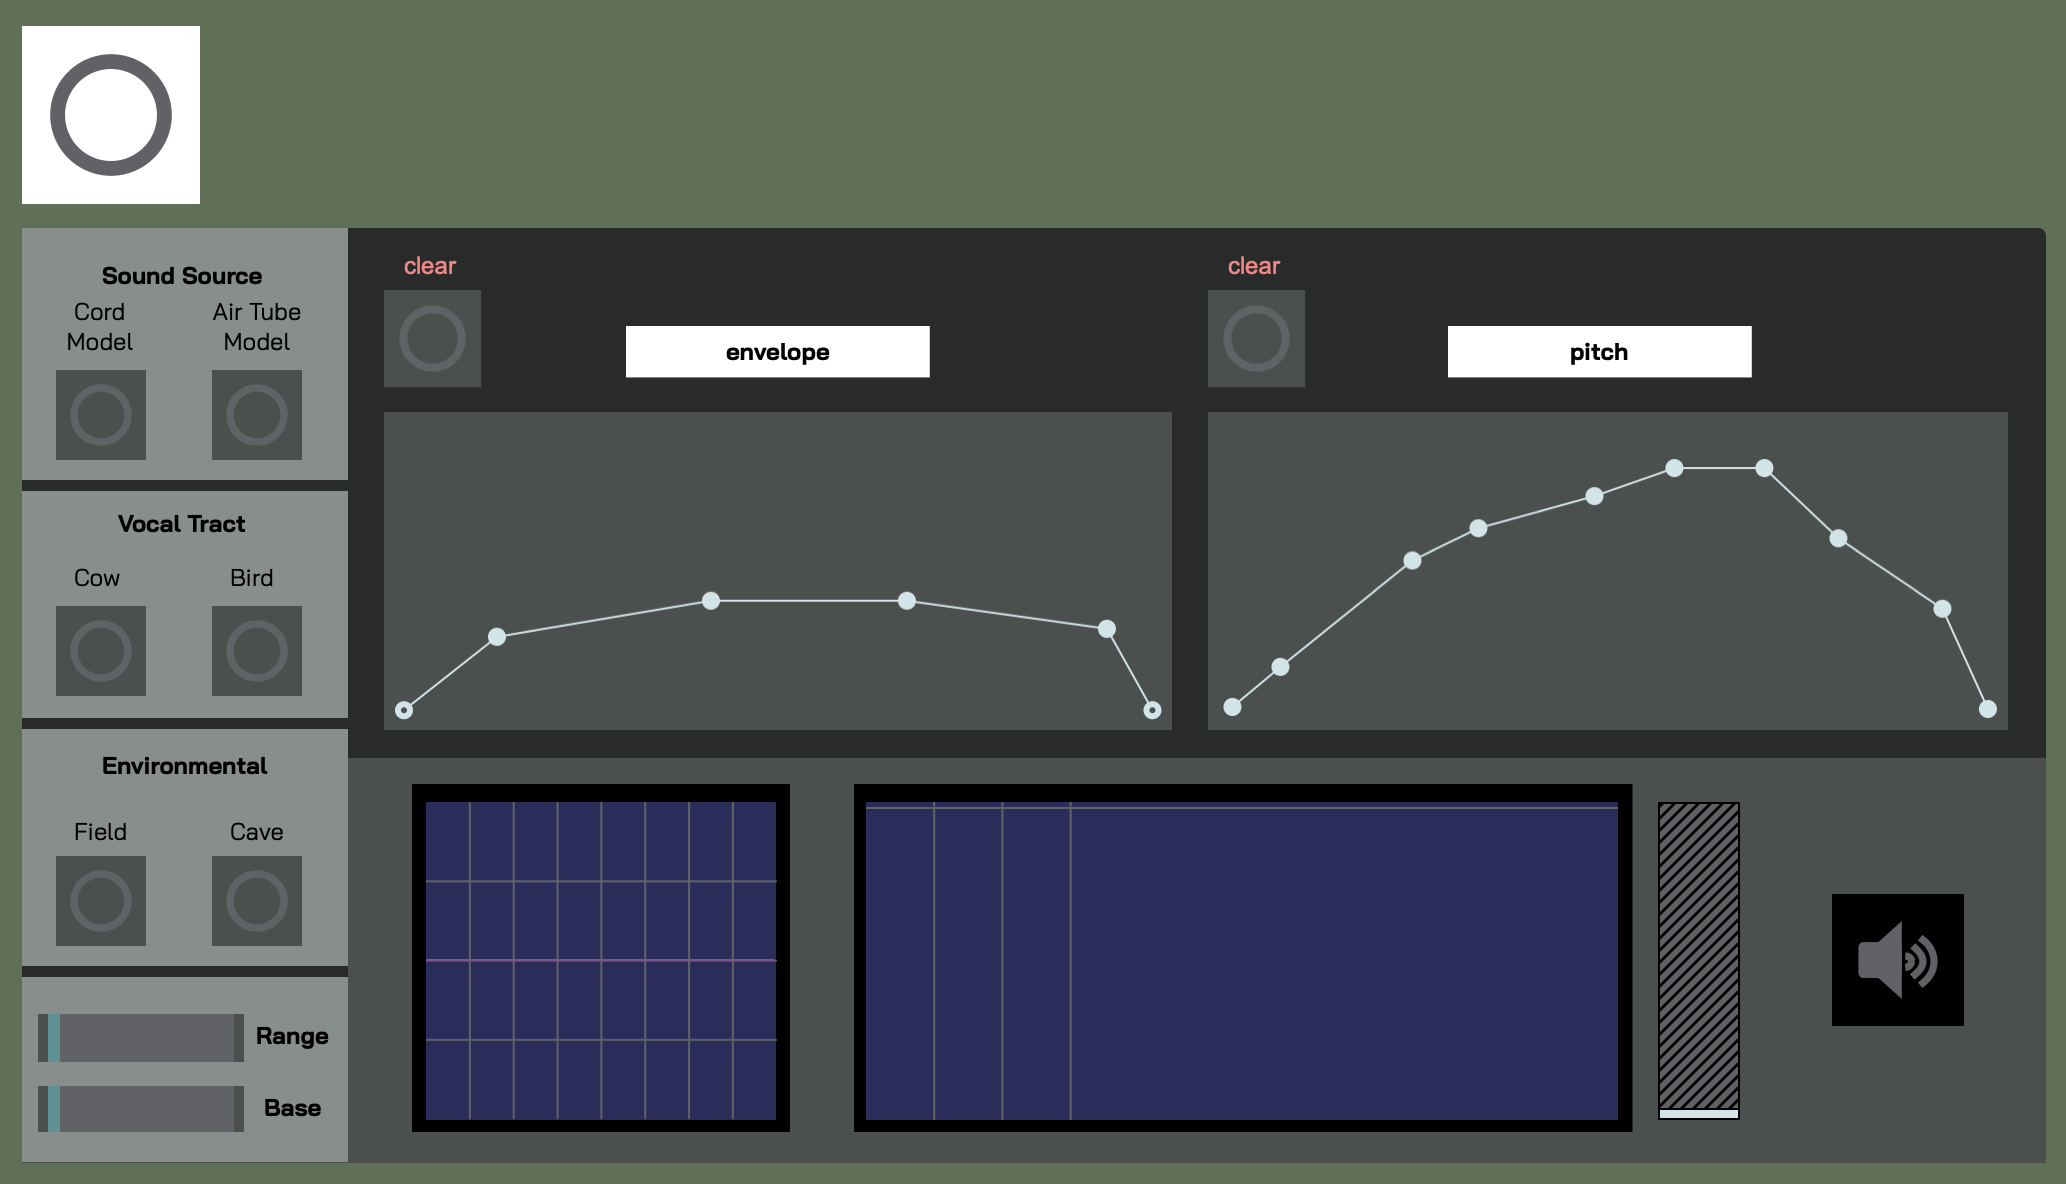 Sound Source
Cord
Model
Air Tube
Model
Vocal Tract
Cow
Bird
Environmental
Field
Cave
Range
Base
clear
envelope
clear
pitch